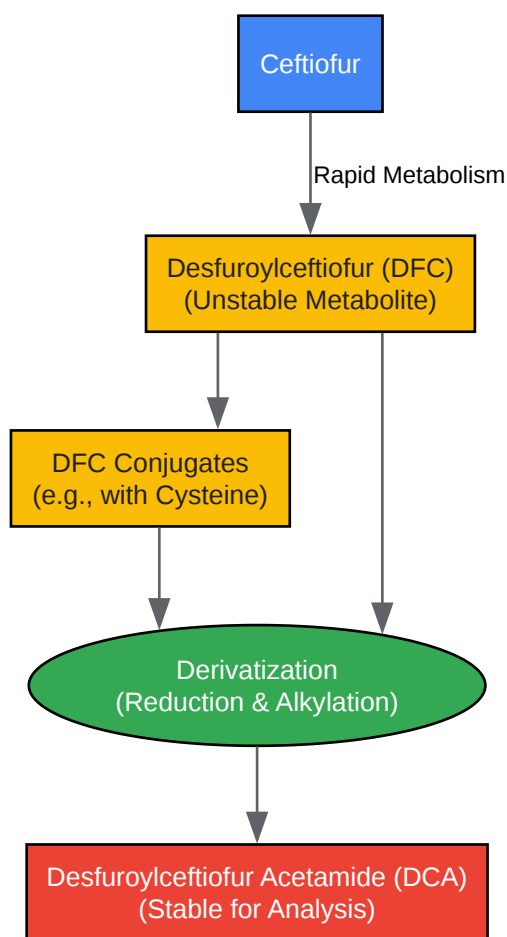 Ceftiofur
Rapid Metabolism
Desfuroylceftiofur (DFC)
(Unstable Metabolite)
DFC Conjugates
(e.g., with Cysteine)
Derivatization
(Reduction & Alkylation)
Desfuroylceftiofur Acetamide (DCA)
(Stable for Analysis)